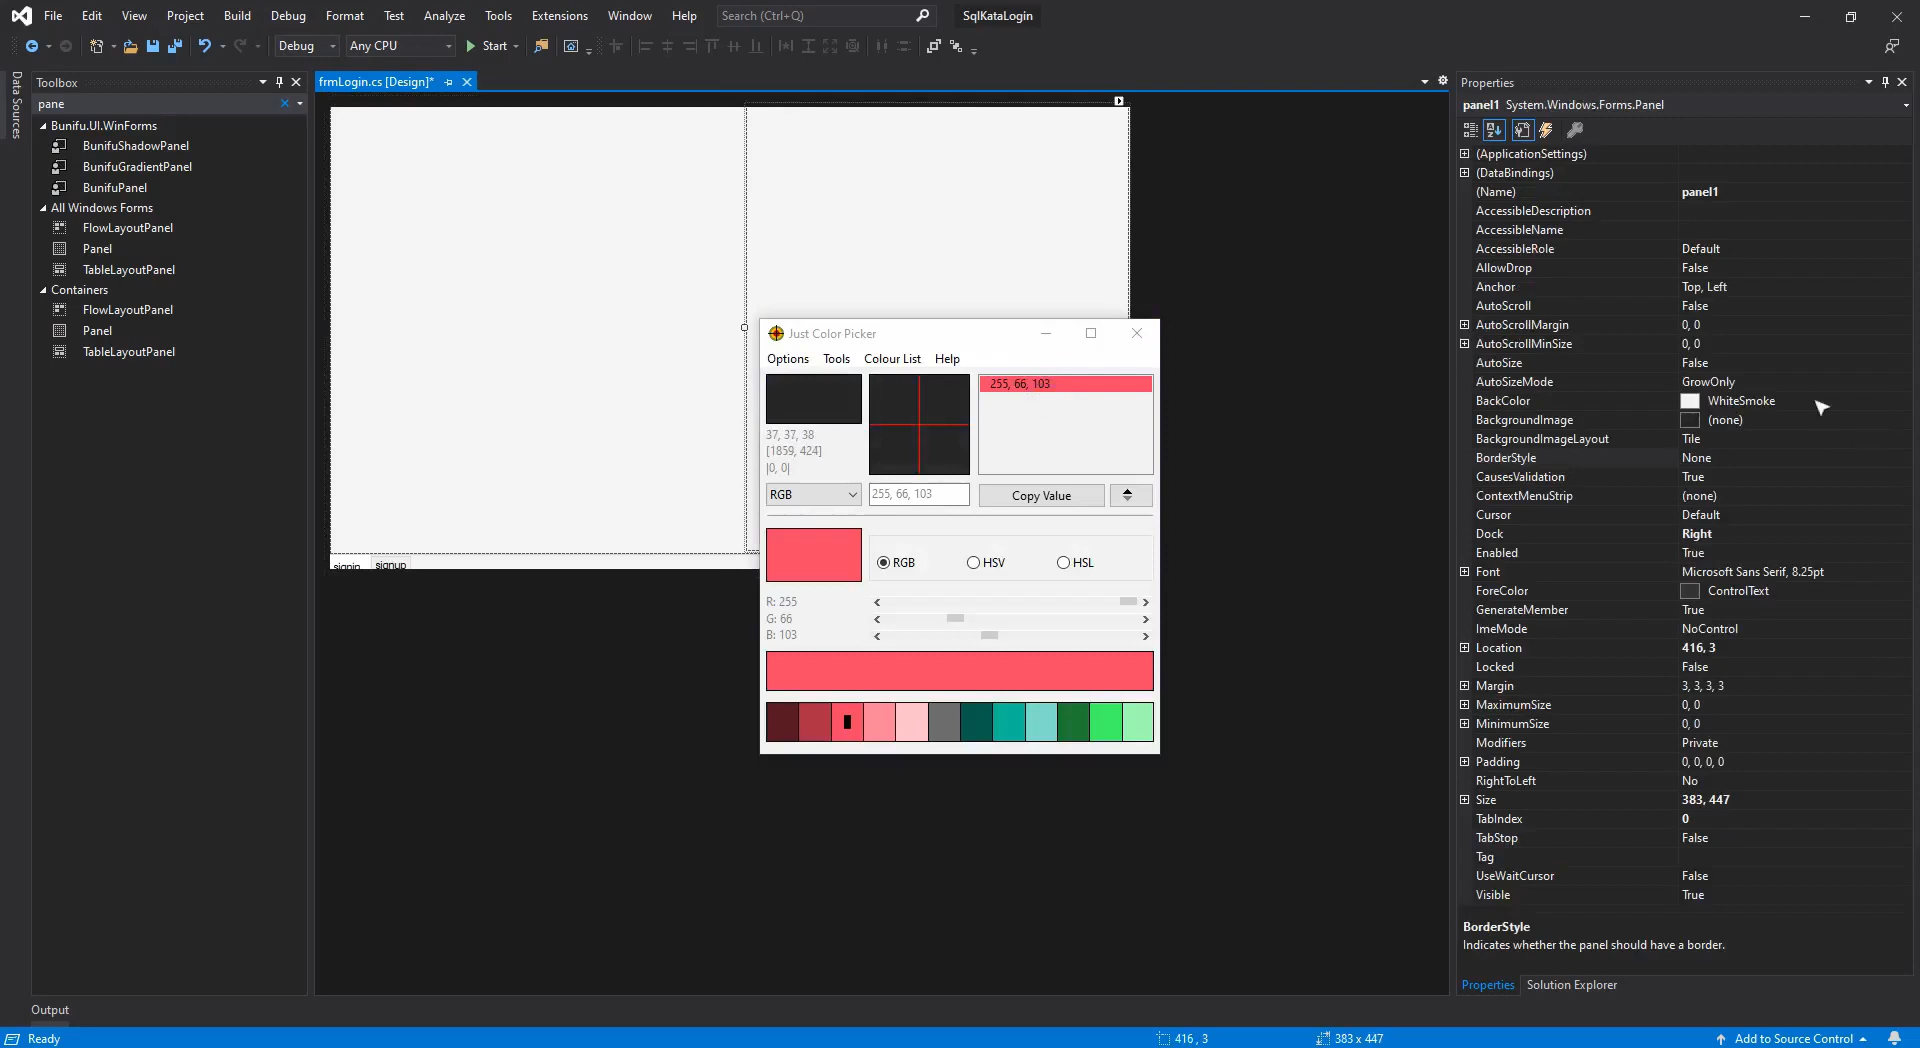 File Edit View Project Build Debug Format Test Analyze Tools Extensions Window Help Search (Ctrl+Q) SqlKataLogin
Debug Any CPU Start
Data Sources
Toolbox
pane
Bunifu.UI.WinForms
BunifuShadowPanel
BunifuGradientPanel
BunifuPanel
All Windows Forms
FlowLayoutPanel
Panel
TableLayoutPanel
Containers
FlowLayoutPanel
Panel
TableLayoutPanel
frmLogin.cs [Design]*
signin signup
Just Color Picker
Options Tools Colour List Help
255, 66, 103
37, 37, 38
[1859, 424]
|0, 0|
RGB 255, 66, 103 Copy Value
RGB HSV HSL
R: 255
G: 66
B: 103
Properties
panel1 System.Windows.Forms.Panel
(ApplicationSettings)
(DataBindings)
(Name) panel1
AccessibleDescription
AccessibleName
AccessibleRole Default
AllowDrop False
Anchor Top, Left
AutoScroll False
AutoScrollMargin 0, 0
AutoScrollMinSize 0, 0
AutoSize False
AutoSizeMode GrowOnly
BackColor WhiteSmoke
BackgroundImage (none)
BackgroundImageLayout Tile
BorderStyle None
CausesValidation True
ContextMenuStrip (none)
Cursor Default
Dock Right
Enabled True
Font Microsoft Sans Serif, 8.25pt
ForeColor ControlText
GenerateMember True
ImeMode NoControl
Location 416, 3
Locked False
Margin 3, 3, 3, 3
MaximumSize 0, 0
MinimumSize 0, 0
Modifiers Private
Padding 0, 0, 0, 0
RightToLeft No
Size 383, 447
TabIndex 0
TabStop False
Tag
UseWaitCursor False
Visible True
BorderStyle
Indicates whether the panel should have a border.
Properties Solution Explorer
Output
Ready 416 , 3 383 x 447 Add to Source Control